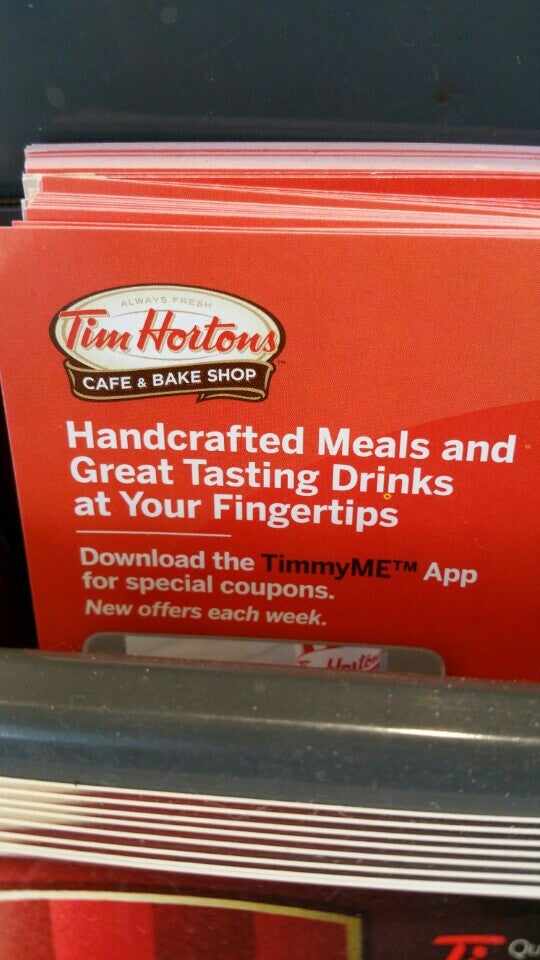 ALWAYS FRESH
Tim Hortons™
CAFE & BAKE SHOP
Handcrafted Meals and
Great Tasting Drinks
at Your Fingertips
Download the TimmyME™ App
for special coupons.
New offers each week.